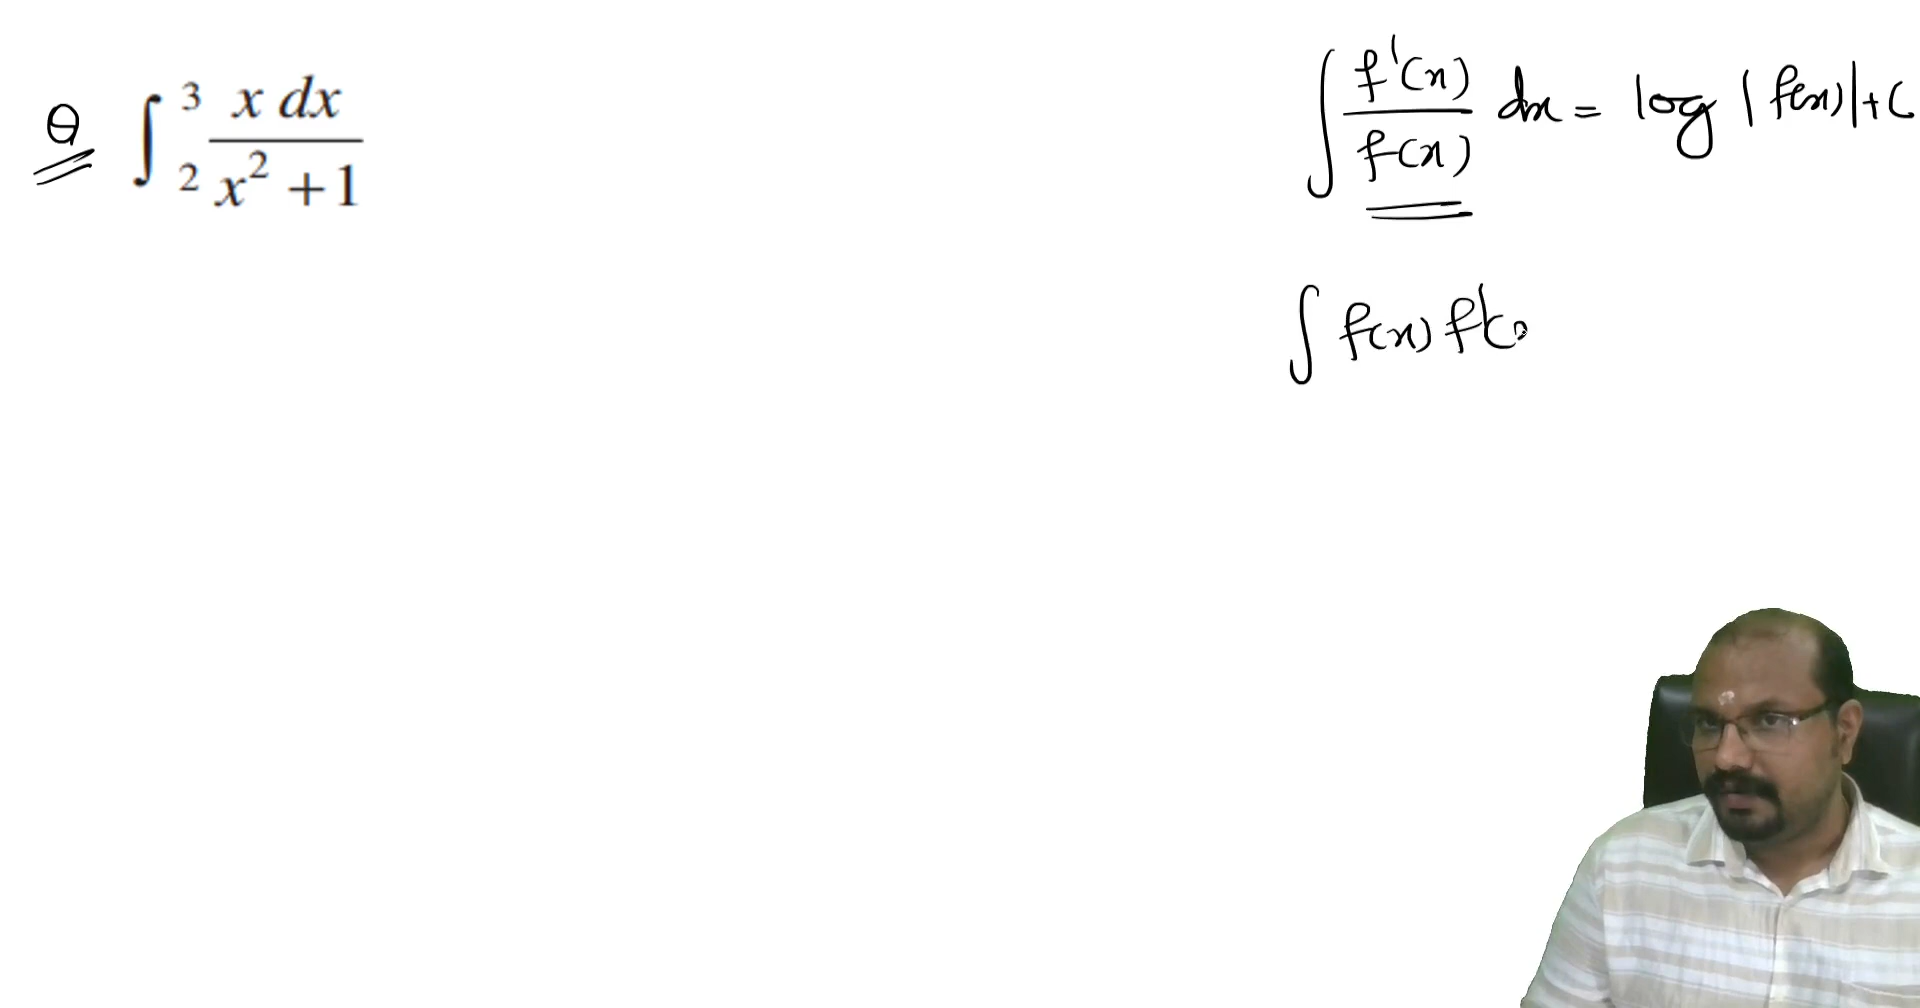 Q ∫₂³ x dx / (x² + 1)
∫ f'(x) / f(x) dx = log |f(x)| + C
∫ f(x) f'(